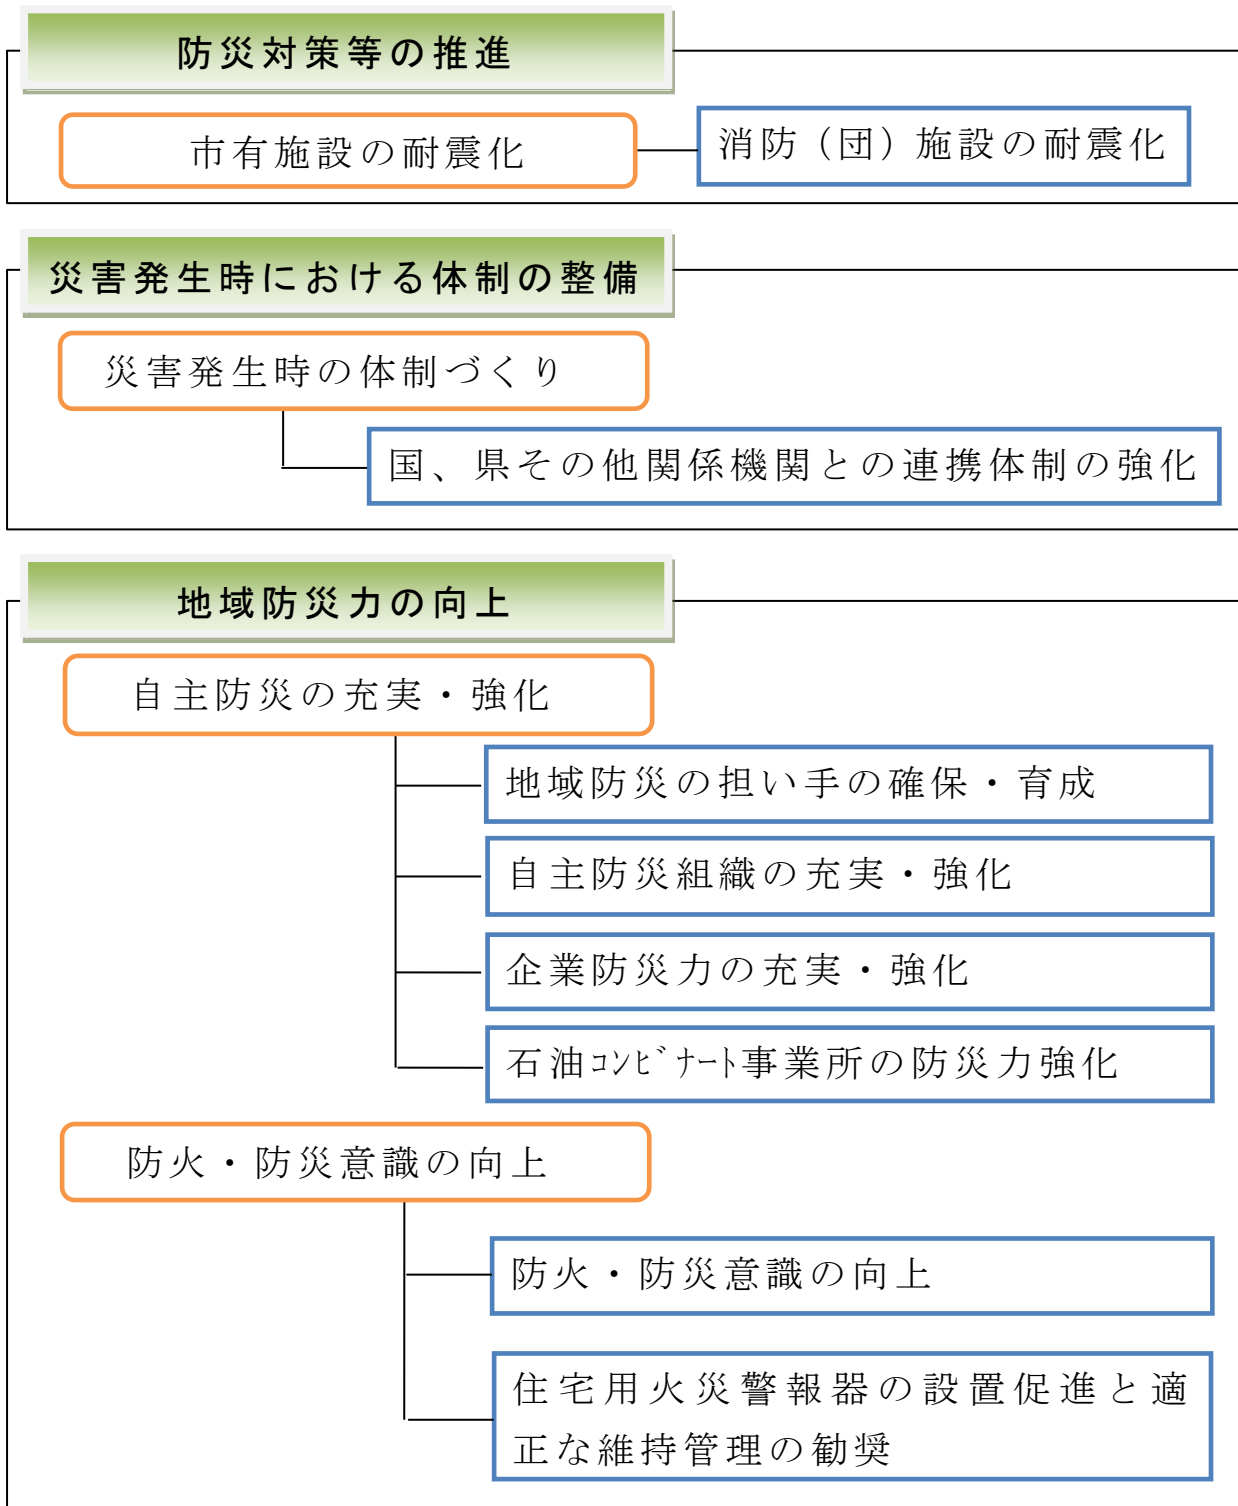 防災対策等の推進
市有施設の耐震化
消防（団）施設の耐震化
災害発生時における体制の整備
災害発生時の体制づくり
国、県その他関係機関との連携体制の強化
地域防災力の向上
自主防災の充実・強化
地域防災の担い手の確保・育成
自主防災組織の充実・強化
企業防災力の充実・強化
石油ｺﾝﾋﾞﾅｰﾄ事業所の防災力強化
防火・防災意識の向上
防火・防災意識の向上
住宅用火災警報器の設置促進と適
正な維持管理の勧奨